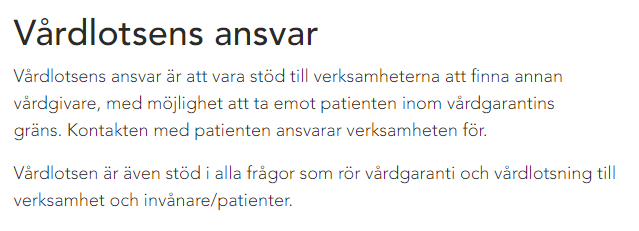 Vårdlotsens ansvar
Vårdlotsens ansvar är att vara stöd till verksamheterna att finna annan
vårdgivare, med möjlighet att ta emot patienten inom vårdgarantins
gräns. Kontakten med patienten ansvarar verksamheten för.
Vårdlotsen är även stöd i alla frågor som rör vårdgaranti och vårdlotsning till
verksamhet och invånare/patienter.